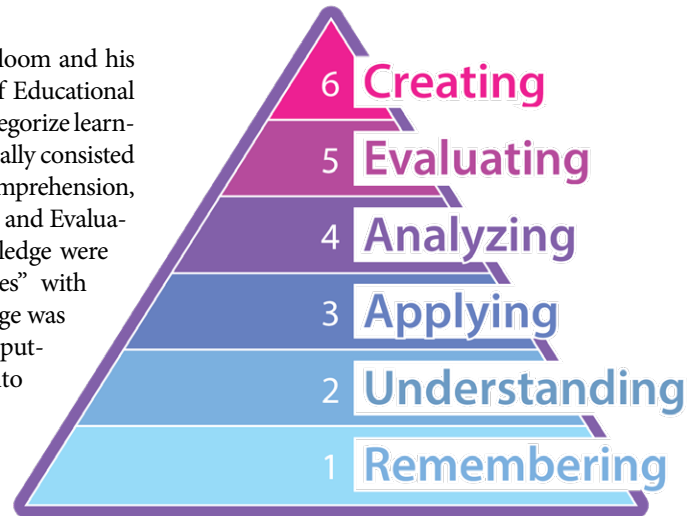 loom and his
f Educational
egorize learn-
ally consisted
omprehension,
and Evalua-
ledge were
es” with
ge was
put-
to
6 Creating
5 Evaluating
4 Analyzing
3 Applying
2 Understanding
1 Remembering